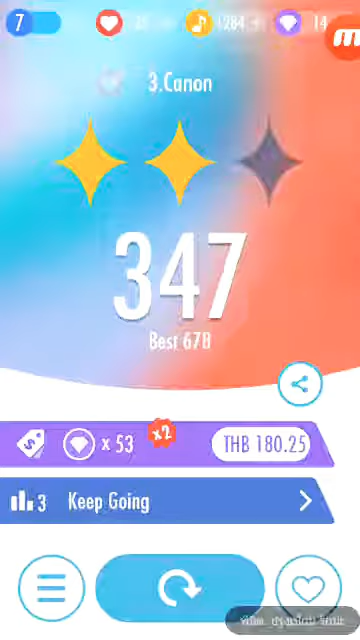 7
1284 +
14
3.Canon
347
Best 678
x 53
x2
THB 180.25
3 Keep Going